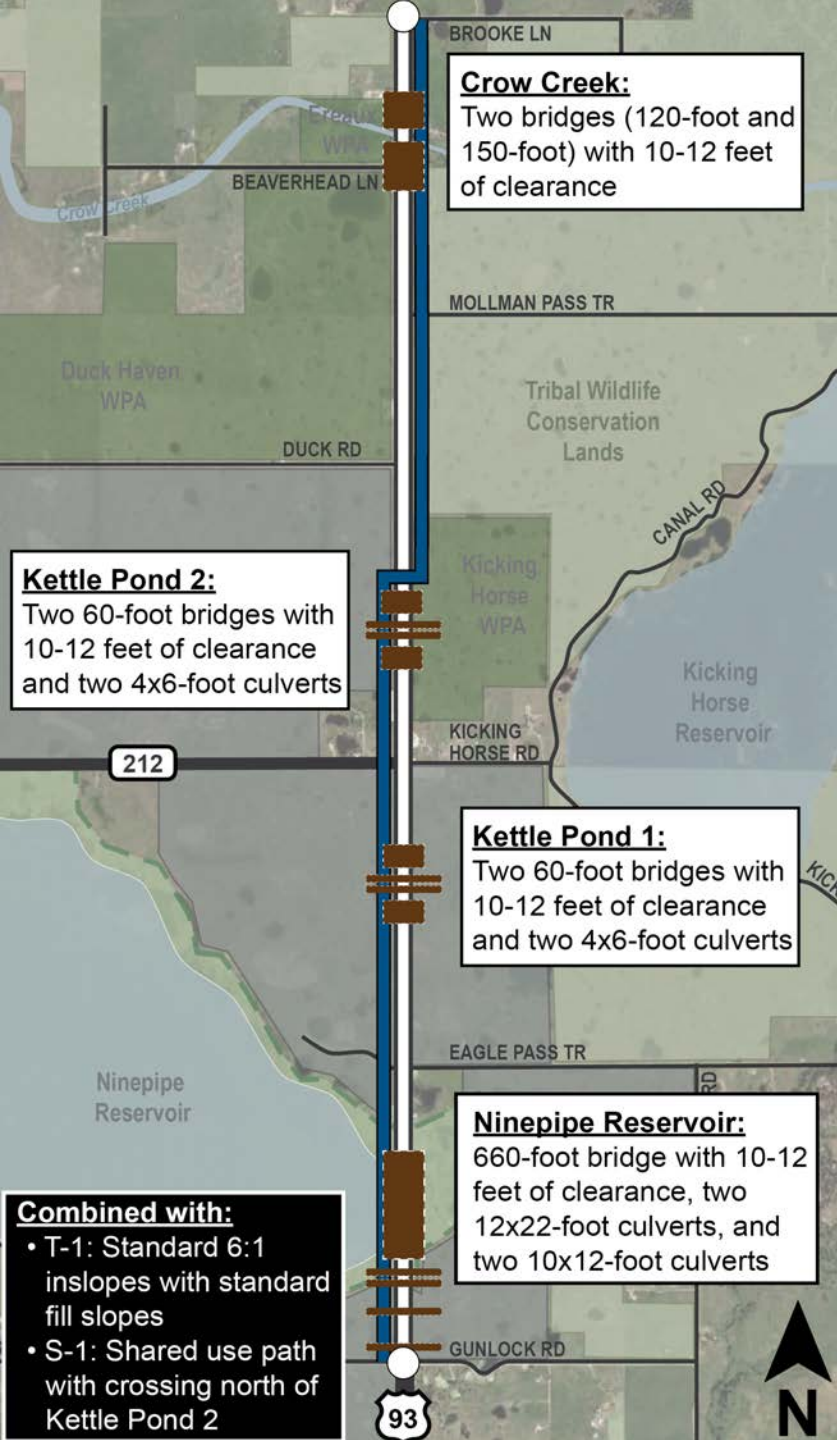 BROOKE LN
Crow Creek:
Two bridges (120-foot and
150-foot) with 10-12 feet
of clearance
Ereaux
WPA
BEAVERHEAD LN
Crow Creek
MOLLMAN PASS TR
Duck Haven
WPA
Tribal Wildlife
Conservation
Lands
DUCK RD
CANAL RD
Kettle Pond 2:
Two 60-foot bridges with
10-12 feet of clearance
and two 4x6-foot culverts
Kicking
Horse
WPA
Kicking
Horse
Reservoir
KICKING
HORSE RD
212
Kettle Pond 1:
Two 60-foot bridges with
10-12 feet of clearance
and two 4x6-foot culverts
KICK
EAGLE PASS TR
RD
Ninepipe
Reservoir
Ninepipe Reservoir:
660-foot bridge with 10-12
feet of clearance, two
12x22-foot culverts, and
two 10x12-foot culverts
Combined with:
• T-1: Standard 6:1
inslopes with standard
fill slopes
• S-1: Shared use path
with crossing north of
Kettle Pond 2
GUNLOCK RD
93
N